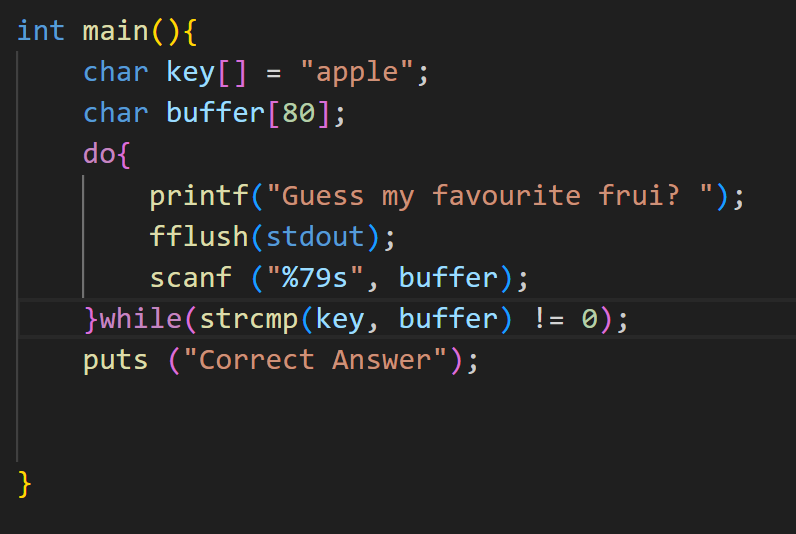 int main(){
    char key[] = "apple";
    char buffer[80];
    do{
        printf("Guess my favourite frui? ");
        fflush(stdout);
        scanf ("%79s", buffer);
    }while(strcmp(key, buffer) != 0);
    puts ("Correct Answer");
}